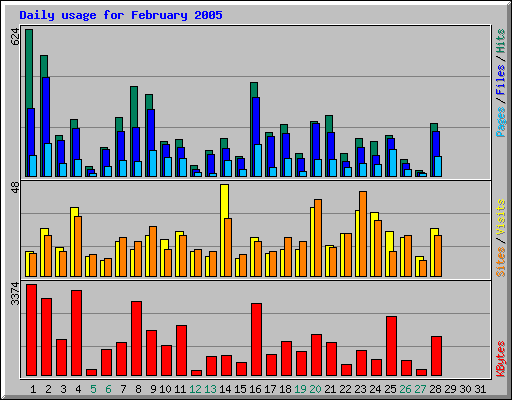 Daily usage for February 2005
624
Pages / Files / Hits
48
Sites / Visits
3374
KBytes
1 2 3 4 5 6 7 8 9 10 11 12 13 14 15 16 17 18 19 20 21 22 23 24 25 26 27 28 29 30 31